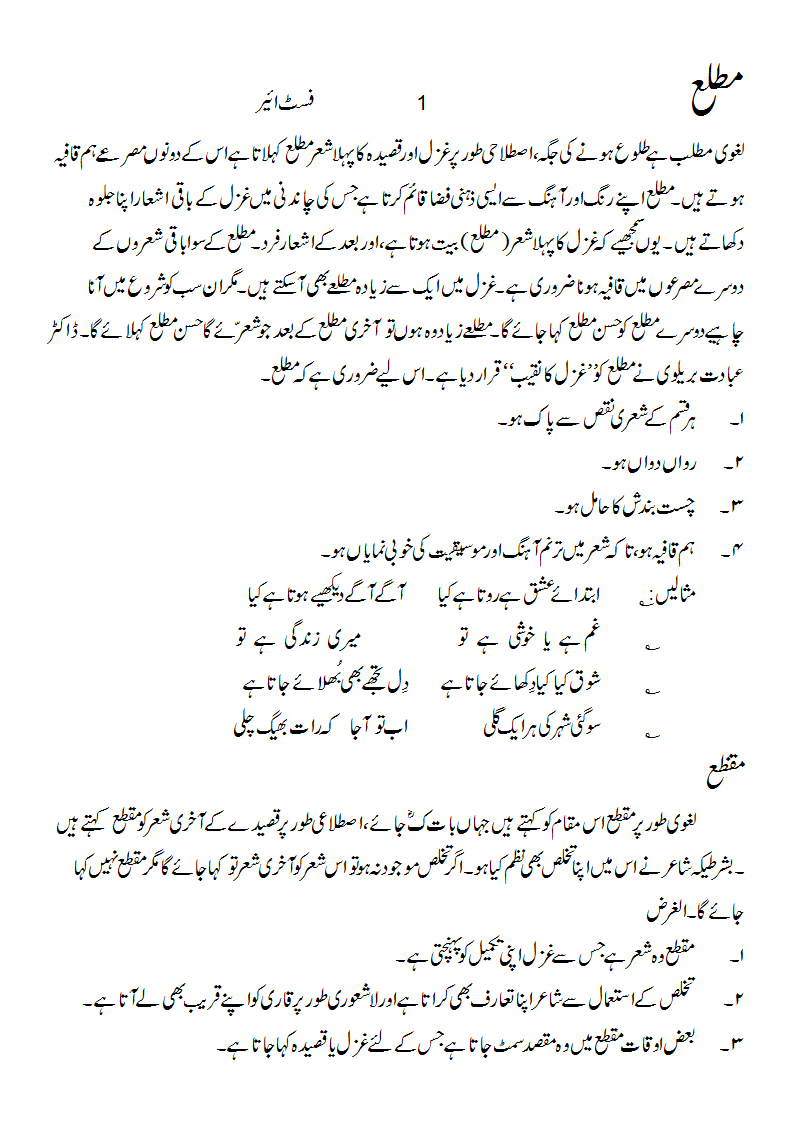 مطلع
1 فسٹ ائیر
لغوی مطلب ہے طلوع ہونے کی جگہ، اصطلاحی طور پر غزل اور قصیدہ کا پہلا شعر مطلع کہلاتا ہے اس کے دونوں مصرعے ہم قافیہ
ہوتے ہیں۔ مطلع اپنے رنگ اور آہنگ سے ایسی ذہنی فضا قائم کرتا ہے جس کی چاندنی میں غزل کے باقی اشعار اپنا جلوہ
دکھاتے ہیں۔ یوں سمجھیے کہ غزل کا پہلا شعر (مطلع) بیت ہوتا ہے، اور بعد کے اشعار فرد۔ مطلع کے سوا باقی شعروں کے
دوسرے مصرعوں میں قافیہ ہونا ضروری ہے۔ غزل میں ایک سے زیادہ مطلعے بھی آسکتے ہیں۔ مگر ان سب کو شروع میں آنا
چاہیے دوسرے مطلع کو حسن مطلع کہا جائے گا۔ مطلعے زیادہ ہوں تو آخری مطلع کے بعد جو شعر آئے گا حسن مطلع کہلائے گا۔ ڈاکٹر
عبادت بریلوی نے مطلع کو ’’غزل کا نقیب‘‘ قرار دیا ہے۔ اس لیے ضروری ہے کہ مطلع۔
۱۔ ہر قسم کے شعری نقص سے پاک ہو۔
۲۔ رواں دواں ہو۔
۳۔ چست بندش کا حامل ہو۔
۴۔ ہم قافیہ ہو، تاکہ شعر میں ترنم آہنگ اور موسیقیت کی خوبی نمایاں ہو۔
مثالیں:؂ ابتدائے عشق ہے روتا ہے کیا آگے آگے دیکھیے ہوتا ہے کیا
؂ غم ہے یا خوشی ہے تو میری زندگی ہے تو
؂ شوق کیا کیا دِکھائے جاتا ہے دِل تجھے بھی بُھلائے جاتا ہے
؂ سو گئی شہر کی ہر ایک گلی اب تو آجا کہ رات بھیگ چلی
مقطع
لغوی طور پر مقطع اس مقام کو کہتے ہیں جہاں بات جائے، اصطلاعی طور پر قصیدے کے آخری شعر کو مقطع کہتے ہیں
۔ بشرطیکہ شاعر نے اس میں اپنا تخلص بھی نظم کیا ہو۔ اگر تخلص موجود نہ ہو تو اس شعر کو آخری شعر تو کہا جائے گا مگر مقطع نہیں کہا
جائے گا۔ الغرض
۱۔ مقطع وہ شعر ہے جس سے غزل اپنی تکمیل کو پہنچتی ہے۔
۲۔ تخلص کے استعمال سے شاعر اپنا تعارف بھی کراتا ہے اور لاشعوری طور پر قاری کو اپنے قریب بھی لے آتا ہے۔
۳۔ بعض اوقات مقطع میں وہ مقصد سمٹ جاتا ہے جس کے لئے غزل یا قصیدہ کہا جاتا ہے۔